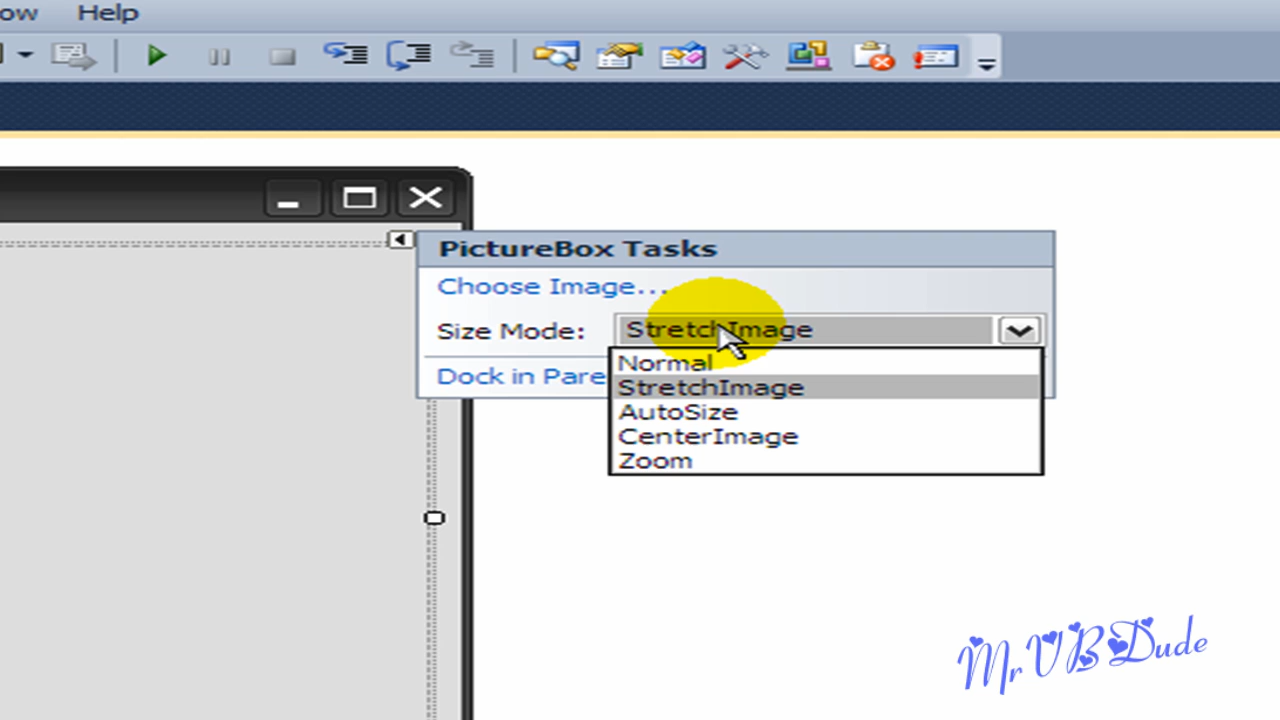 ow Help
PictureBox Tasks
Choose Image...
Size Mode: StretchImage
Normal
StretchImage
AutoSize
CenterImage
Zoom
Dock in Pare
MrVBDude